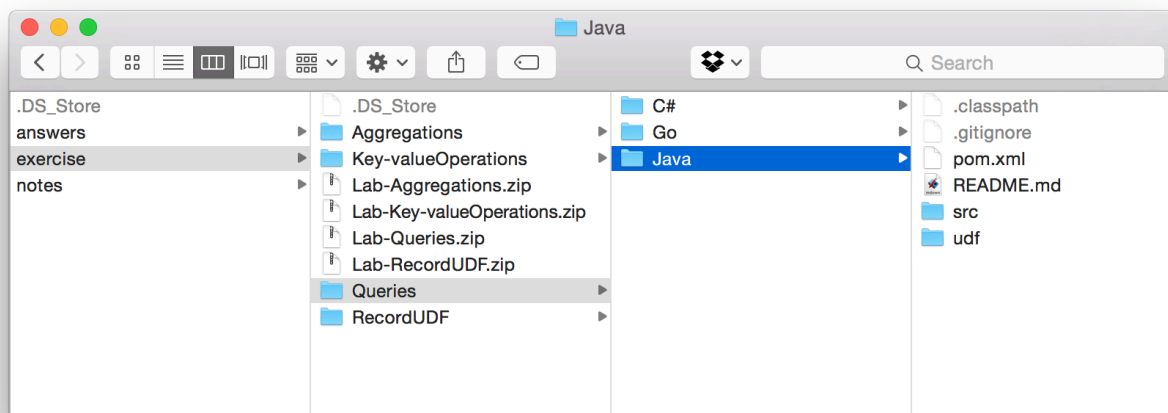 Java
Search
.DS_Store
answers
exercise
notes
.DS_Store
Aggregations
Key-valueOperations
Lab-Aggregations.zip
Lab-Key-valueOperations.zip
Lab-Queries.zip
Lab-RecordUDF.zip
Queries
RecordUDF
C#
Go
Java
.classpath
.gitignore
pom.xml
README.md
src
udf